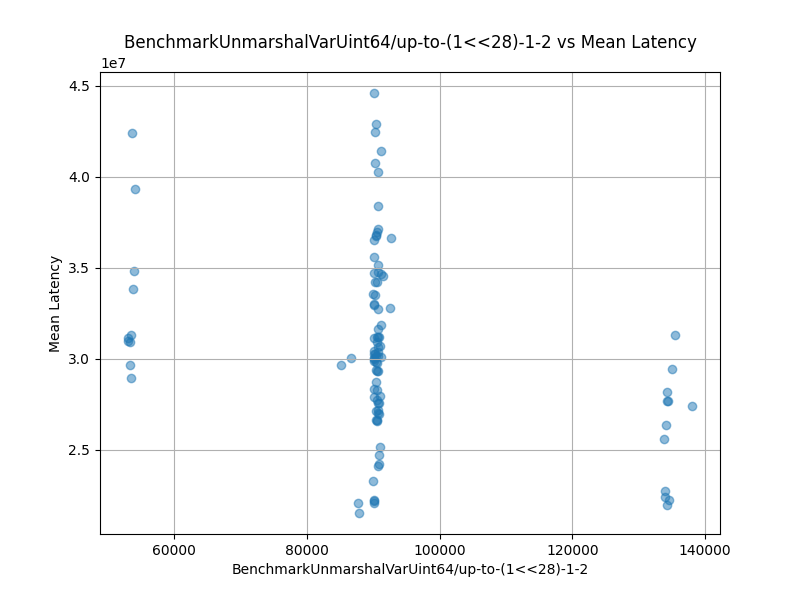 BenchmarkUnmarshalVarUint64/up-to-(1<<28)-1-2 vs Mean Latency
1e7
4.5
4.0
3.5
3.0
2.5
Mean Latency
60000 80000 100000 120000 140000
BenchmarkUnmarshalVarUint64/up-to-(1<<28)-1-2